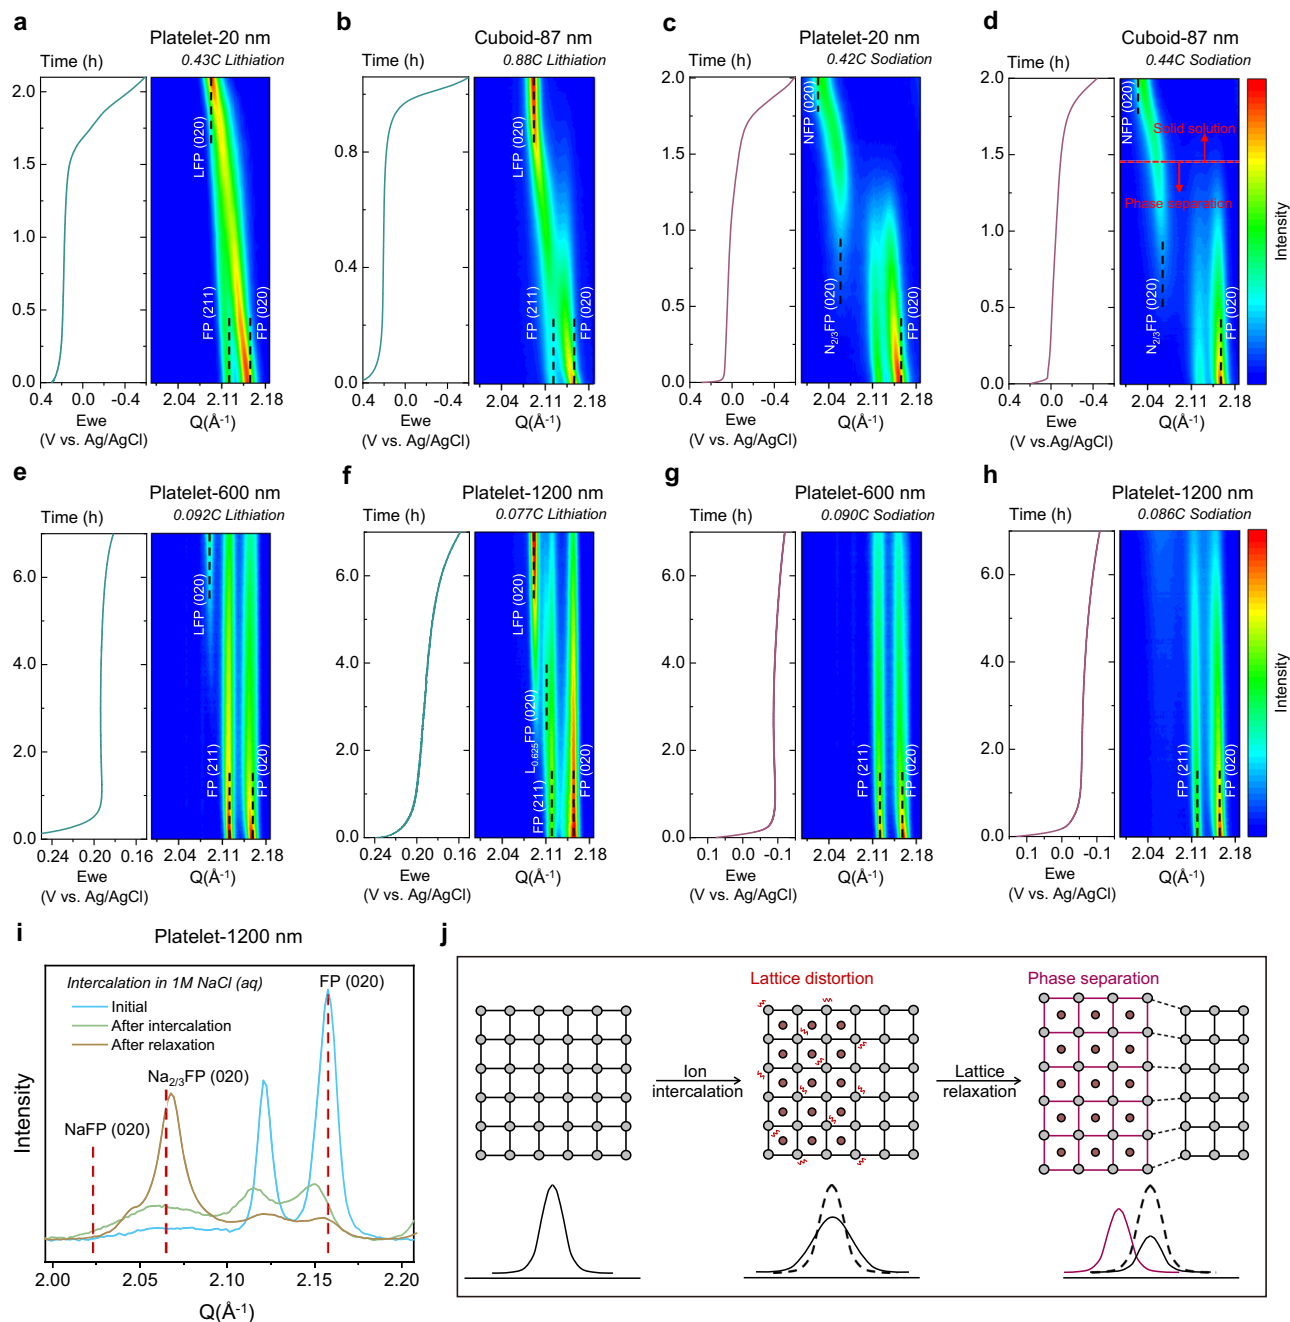 a
Platelet-20 nm
Time (h)
0.43C Lithiation
2.0
1.5
1.0
0.5
0.0
LFP (020)
FP (211)
FP (020)
0.4 0.0 -0.4
Ewe
(V vs. Ag/AgCl)
2.04 2.11 2.18
Q(Å-1)
b
Cuboid-87 nm
Time (h)
0.88C Lithiation
0.8
0.4
0.0
LFP (020)
FP (211)
FP (020)
0.4 0.0 -0.4
Ewe
(V vs. Ag/AgCl)
2.04 2.11 2.18
Q(Å-1)
c
Platelet-20 nm
Time (h)
0.42C Sodiation
2.0
1.5
1.0
0.5
0.0
NFP (020)
N2/3FP (020)
FP (020)
0.4 0.0 -0.4
Ewe
(V vs. Ag/AgCl)
2.04 2.11 2.18
Q(Å-1)
d
Cuboid-87 nm
Time (h)
0.44C Sodiation
2.0
1.5
1.0
0.5
0.0
NFP (020)
Solid solution
Phase separation
N2/3FP (020)
FP (020)
0.4 0.0 -0.4
Ewe
(V vs.Ag/AgCl)
2.04 2.11 2.18
Q(Å-1)
Intensity
e
Platelet-600 nm
Time (h)
0.092C Lithiation
6.0
4.0
2.0
0.0
LFP (020)
FP (211)
FP (020)
0.24 0.20 0.16
Ewe
(V vs. Ag/AgCl)
2.04 2.11 2.18
Q(Å-1)
f
Platelet-1200 nm
Time (h)
0.077C Lithiation
6.0
4.0
2.0
0.0
LFP (020)
L0.625FP (020)
FP (211)
FP (020)
0.24 0.20 0.16
Ewe
(V vs. Ag/AgCl)
2.04 2.11 2.18
Q(Å-1)
g
Platelet-600 nm
Time (h)
0.090C Sodiation
6.0
4.0
2.0
0.0
FP (211)
FP (020)
0.1 0.0 -0.1
Ewe
(V vs. Ag/AgCl)
2.04 2.11 2.18
Q(Å-1)
h
Platelet-1200 nm
Time (h)
0.086C Sodiation
6.0
4.0
2.0
0.0
FP (211)
FP (020)
0.1 0.0 -0.1
Ewe
(V vs. Ag/AgCl)
2.04 2.11 2.18
Q(Å-1)
Intensity
i
Platelet-1200 nm
Intercalation in 1M NaCl (aq)
Initial
After intercalation
After relaxation
FP (020)
Na2/3FP (020)
NaFP (020)
Intensity
2.00 2.05 2.10 2.15 2.20
Q(Å-1)
j
Lattice distortion
Phase separation
Ion
intercalation
Lattice
relaxation